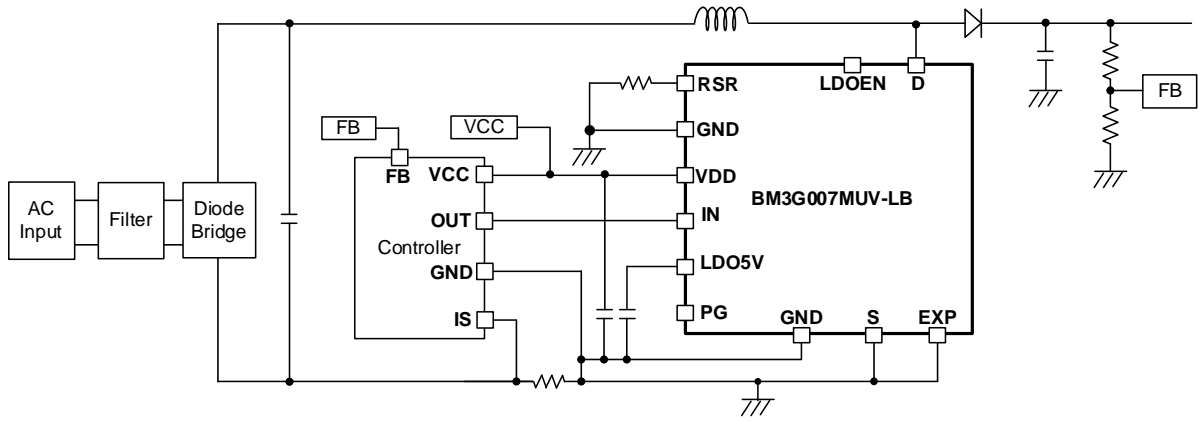 RSR
LDOEN
D
FB
FB
VCC
GND
FB
VCC
VDD
BM3G007MUV-LB
AC
Input
Filter
Diode
Bridge
OUT
IN
Controller
GND
LDO5V
IS
PG
GND
S
EXP